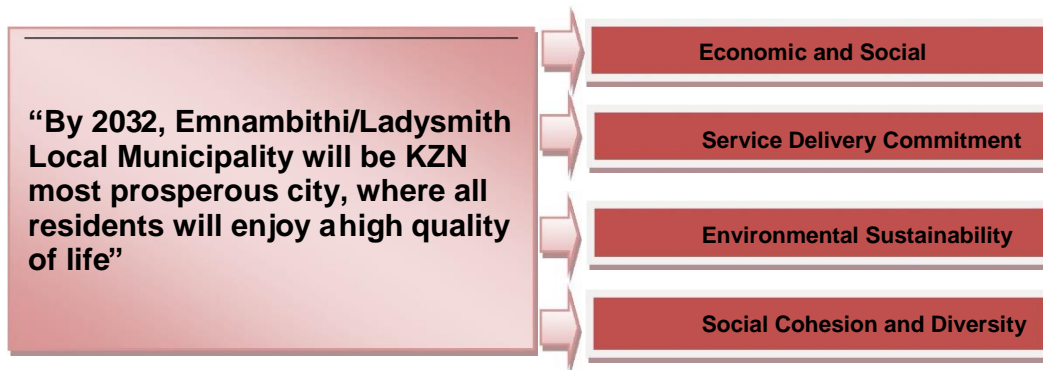 “By 2032, Emnambithi/Ladysmith
Local Municipality will be KZN
most prosperous city, where all
residents will enjoy ahigh quality
of life”
Economic and Social
Service Delivery Commitment
Environmental Sustainability
Social Cohesion and Diversity